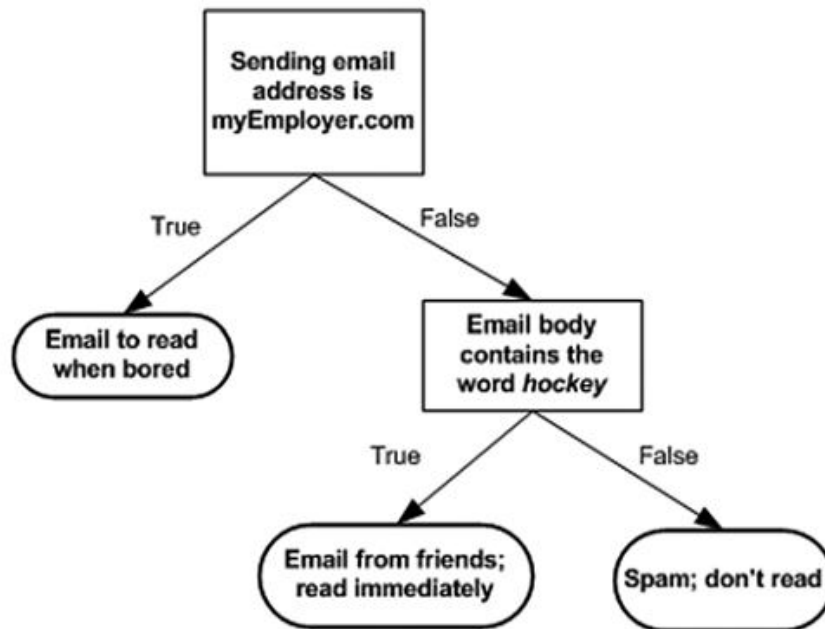 Sending email
address is
myEmployer.com
True
False
Email to read
when bored
Email body
contains the
word hockey
True
False
Email from friends;
read immediately
Spam; don't read